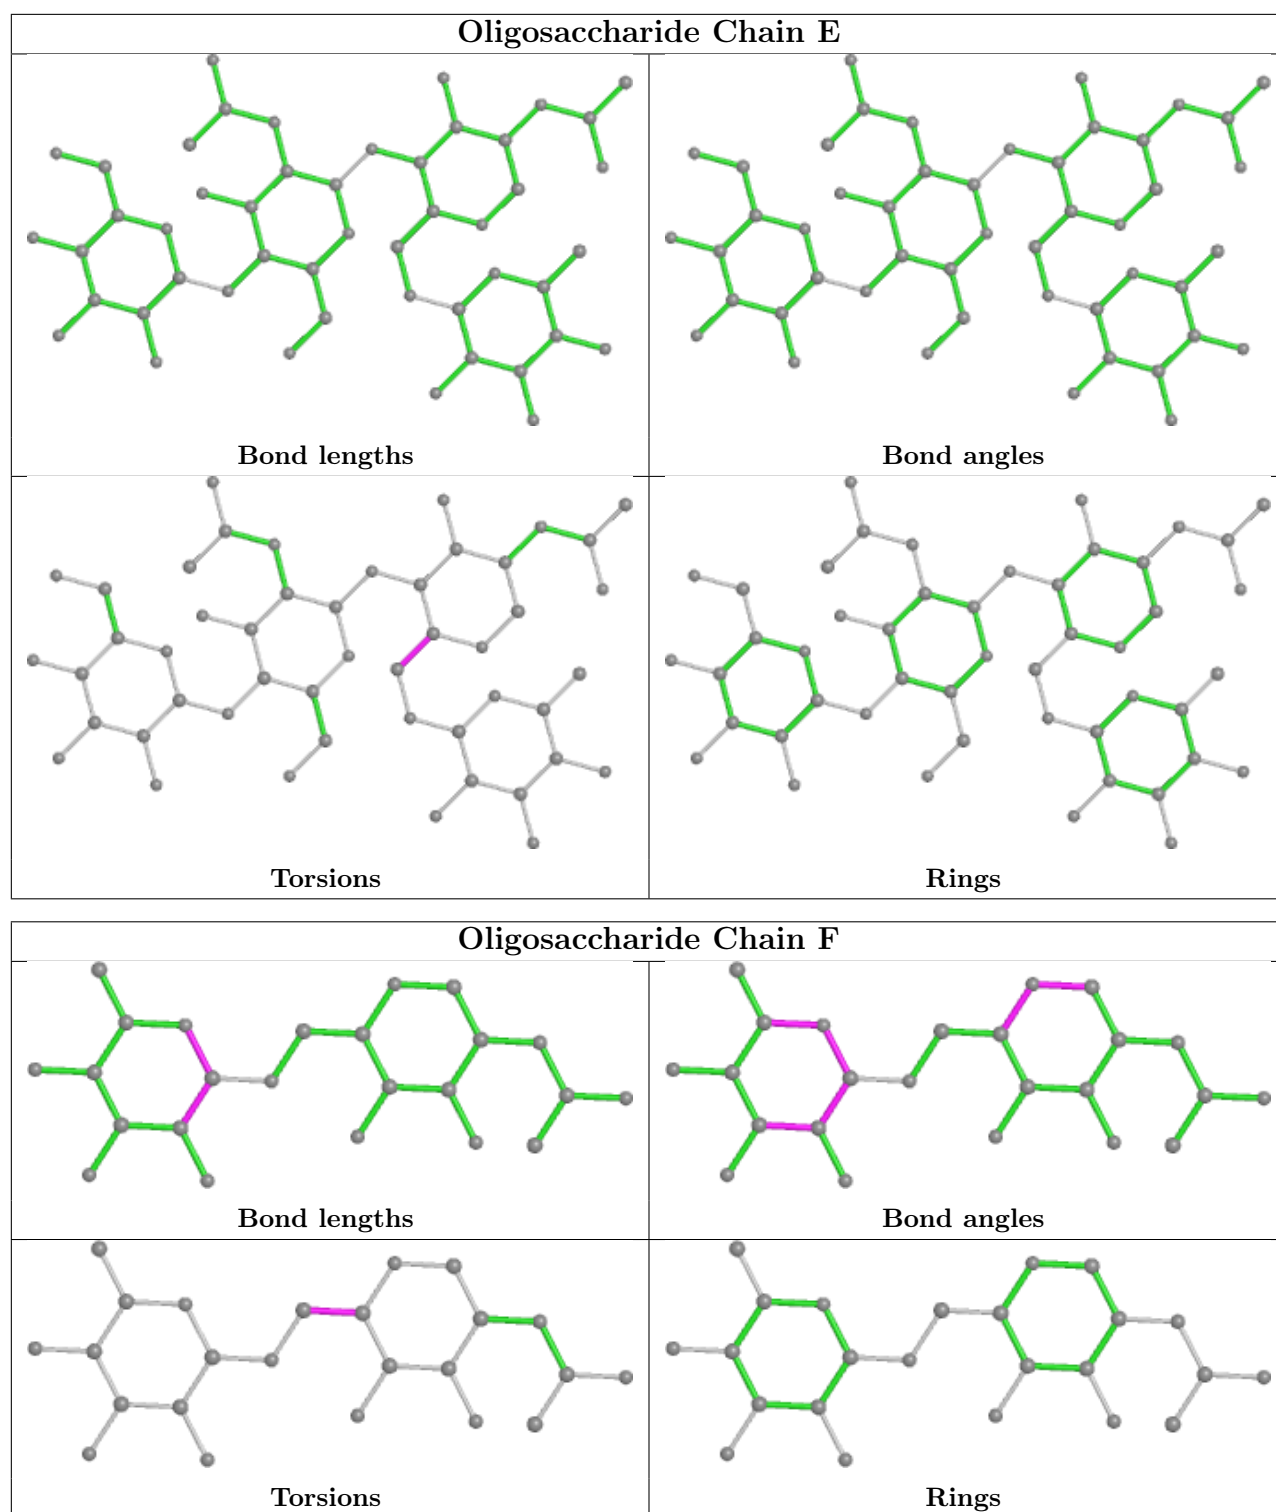 Oligosaccharide Chain E
Bond lengths
Bond angles
Torsions
Rings
Oligosaccharide Chain F
Bond lengths
Bond angles
Torsions
Rings